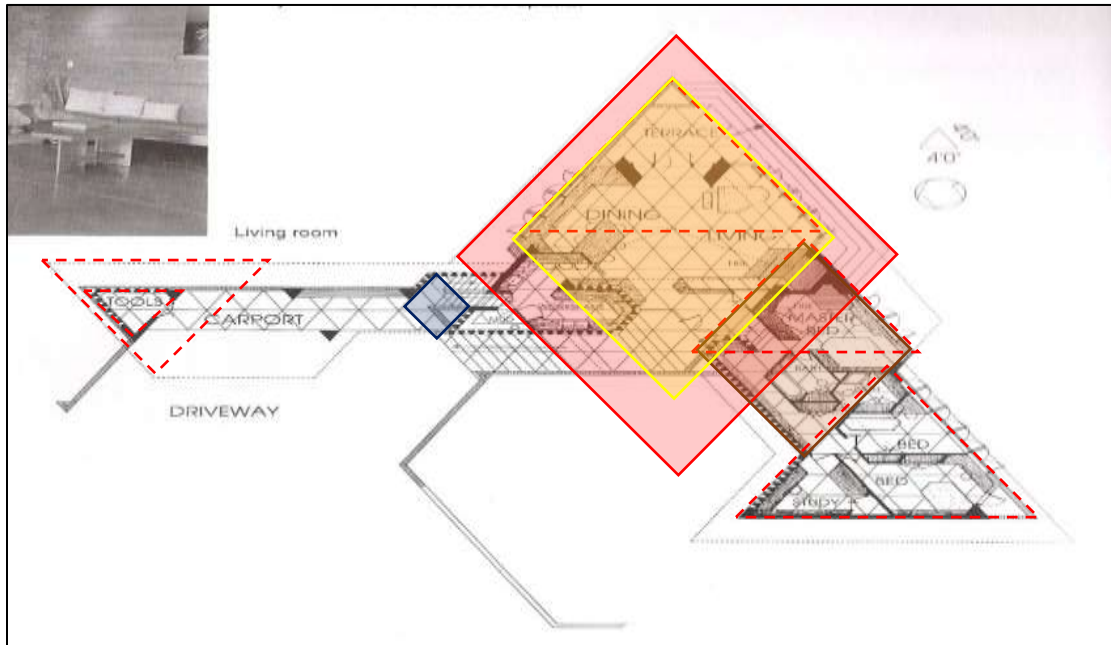 Living room
TERRACE
4'0"
DINING
LIVING
TOOLS
CARPORT
MASTER
BED
DRIVEWAY
BED
BED
STUDY